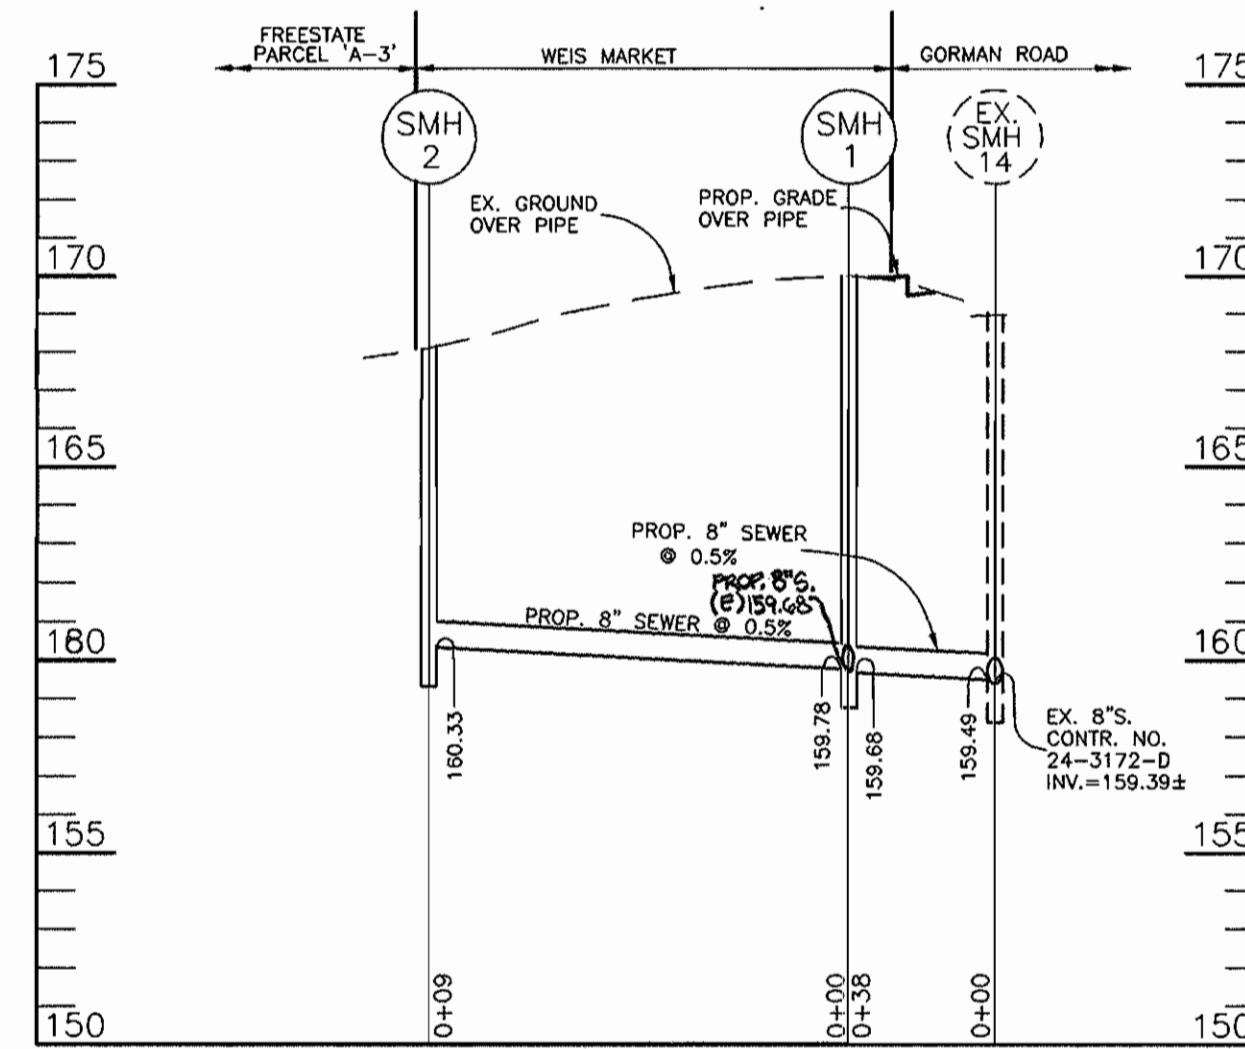 FREESTATE
PARCEL 'A-3'
WEIS MARKET
GORMAN ROAD
175
175
SMH
2
SMH
1
EX.
SMH
14
EX. GROUND
OVER PIPE
PROP. GRADE
OVER PIPE
170
170
165
165
PROP. 8" SEWER
@ 0.5%
PROP. 8"S.
(E)159.68
PROP. 8" SEWER @ 0.5%
160
160
160.33
159.78
159.68
159.49
EX. 8"S.
CONTR. NO.
24-3172-D
INV.=159.39±
155
155
0+09
0+00
0+38
0+00
150
150